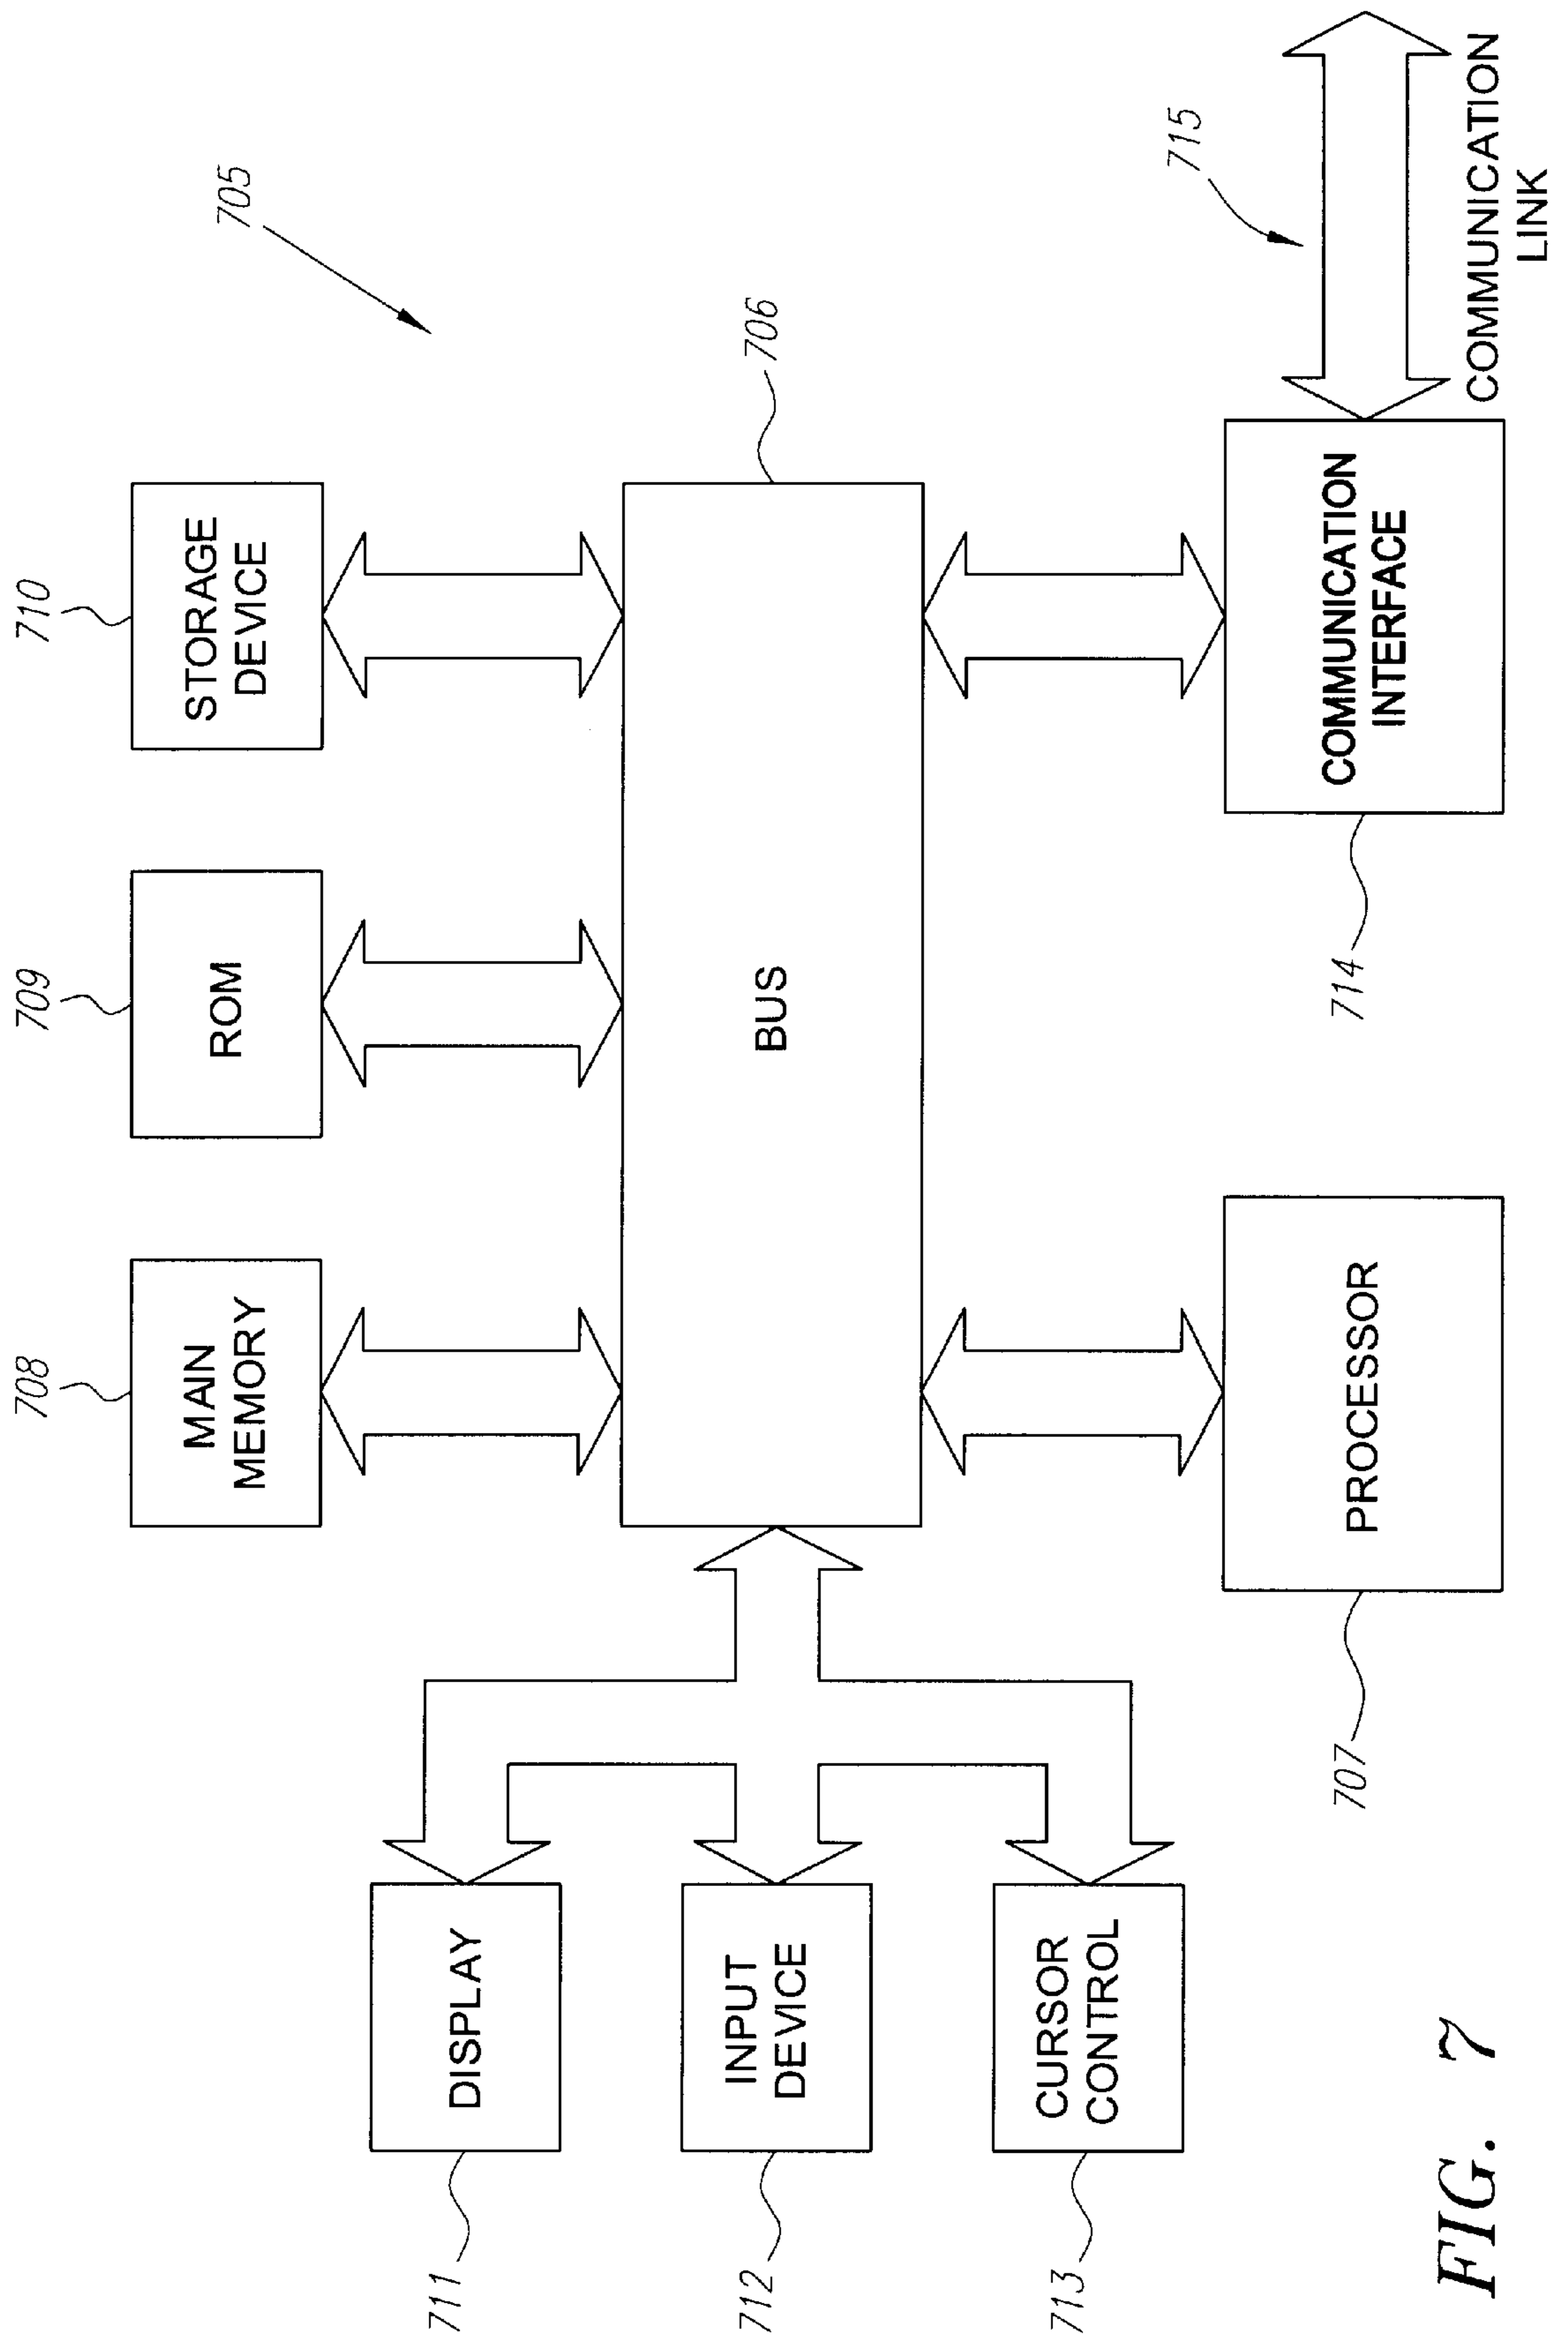 705
710
709
708
STORAGE
DEVICE
ROM
MAIN
MEMORY
706
BUS
715
COMMUNICATION
LINK
COMMUNICATION
INTERFACE
714
PROCESSOR
707
DISPLAY
711
INPUT
DEVICE
712
CURSOR
CONTROL
713
FIG. 7